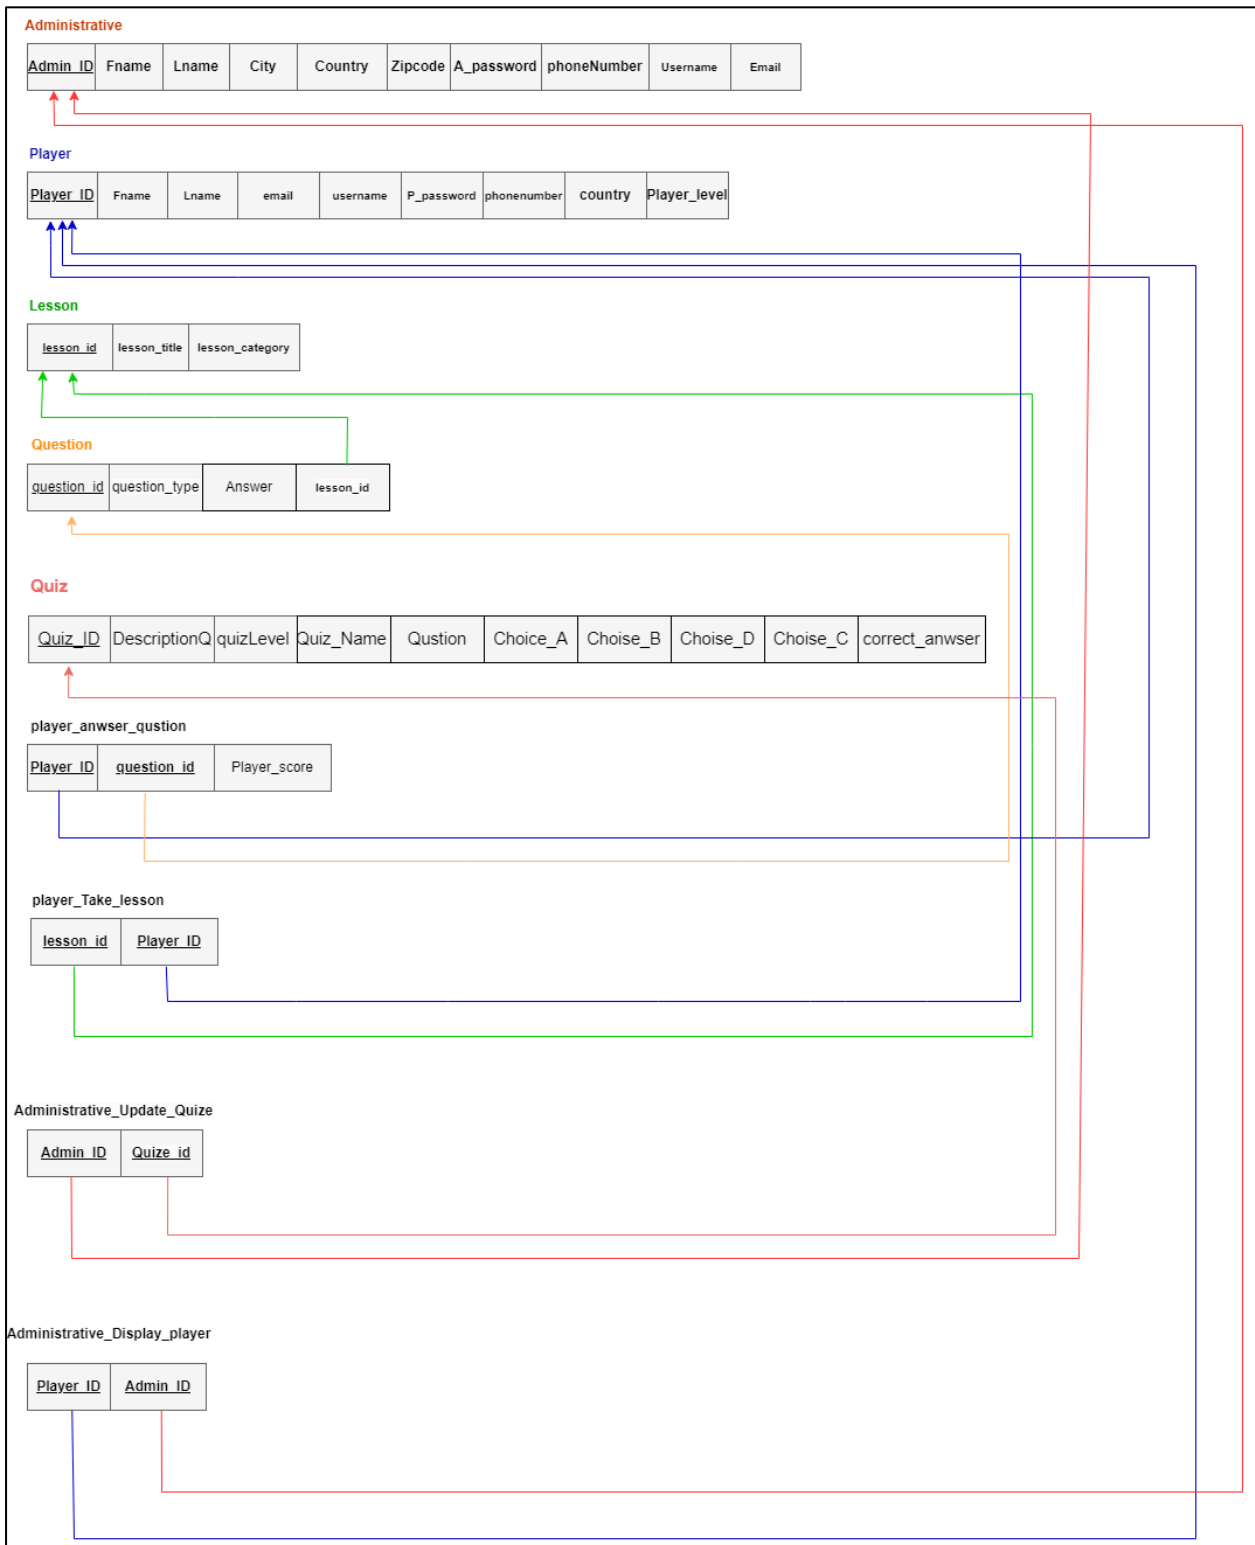 Administrative
Admin_ID Fname Lname City Country Zipcode A_password phoneNumber Username Email
Player
Player_ID Fname Lname email username P_password phonenumber country Player_level
Lesson
lesson_id lesson_title lesson_category
Question
question_id question_type Answer lesson_id
Quiz
Quiz_ID DescriptionQ quizLevel Quiz_Name Qustion Choice_A Choise_B Choise_D Choise_C correct_anwser
player_anwser_qustion
Player_ID question_id Player_score
player_Take_lesson
lesson_id Player_ID
Administrative_Update_Quize
Admin_ID Quize_id
Administrative_Display_player
Player_ID Admin_ID